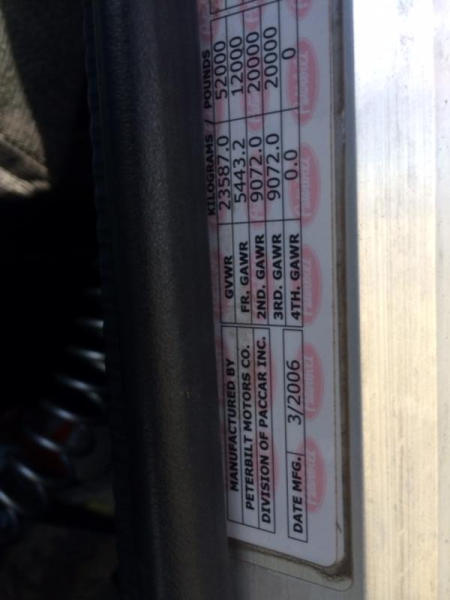 MANUFACTURED BY
PETERBILT MOTORS CO.
DIVISION OF PACCAR INC.
DATE MFG. 3/2006
KILOGRAMS / POUNDS
GVWR 23587.0 52000
FR. GAWR 5443.2 12000
2ND. GAWR 9072.0 20000
3RD. GAWR 9072.0 20000
4TH. GAWR 0.0 0